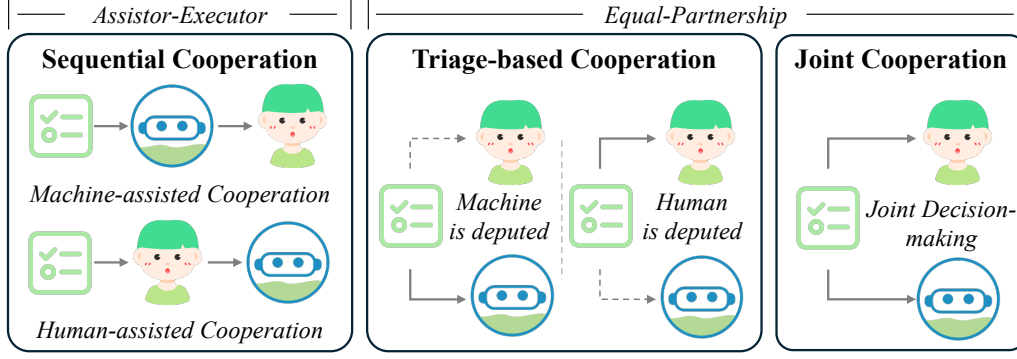 Assistor-Executor
Equal-Partnership
Sequential Cooperation
Machine-assisted Cooperation
Human-assisted Cooperation
Triage-based Cooperation
Machine
is deputed
Human
is deputed
Joint Cooperation
Joint Decision-
making